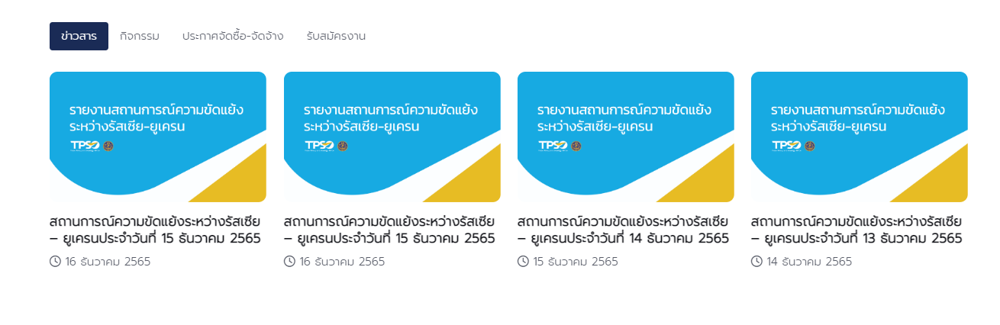 ข่าวสาร กิจกรรม ประกาศจัดซื้อ-จัดจ้าง รับสมัครงาน
รายงานสถานการณ์ความขัดแย้ง
ระหว่างรัสเซีย-ยูเครน
TPSO
รายงานสถานการณ์ความขัดแย้ง
ระหว่างรัสเซีย-ยูเครน
TPSO
รายงานสถานการณ์ความขัดแย้ง
ระหว่างรัสเซีย-ยูเครน
TPSO
รายงานสถานการณ์ความขัดแย้ง
ระหว่างรัสเซีย-ยูเครน
TPSO
สถานการณ์ความขัดแย้งระหว่างรัสเซีย
– ยูเครนประจำวันที่ 15 ธันวาคม 2565
16 ธันวาคม 2565
สถานการณ์ความขัดแย้งระหว่างรัสเซีย
– ยูเครนประจำวันที่ 15 ธันวาคม 2565
16 ธันวาคม 2565
สถานการณ์ความขัดแย้งระหว่างรัสเซีย
– ยูเครนประจำวันที่ 14 ธันวาคม 2565
15 ธันวาคม 2565
สถานการณ์ความขัดแย้งระหว่างรัสเซีย
– ยูเครนประจำวันที่ 13 ธันวาคม 2565
14 ธันวาคม 2565